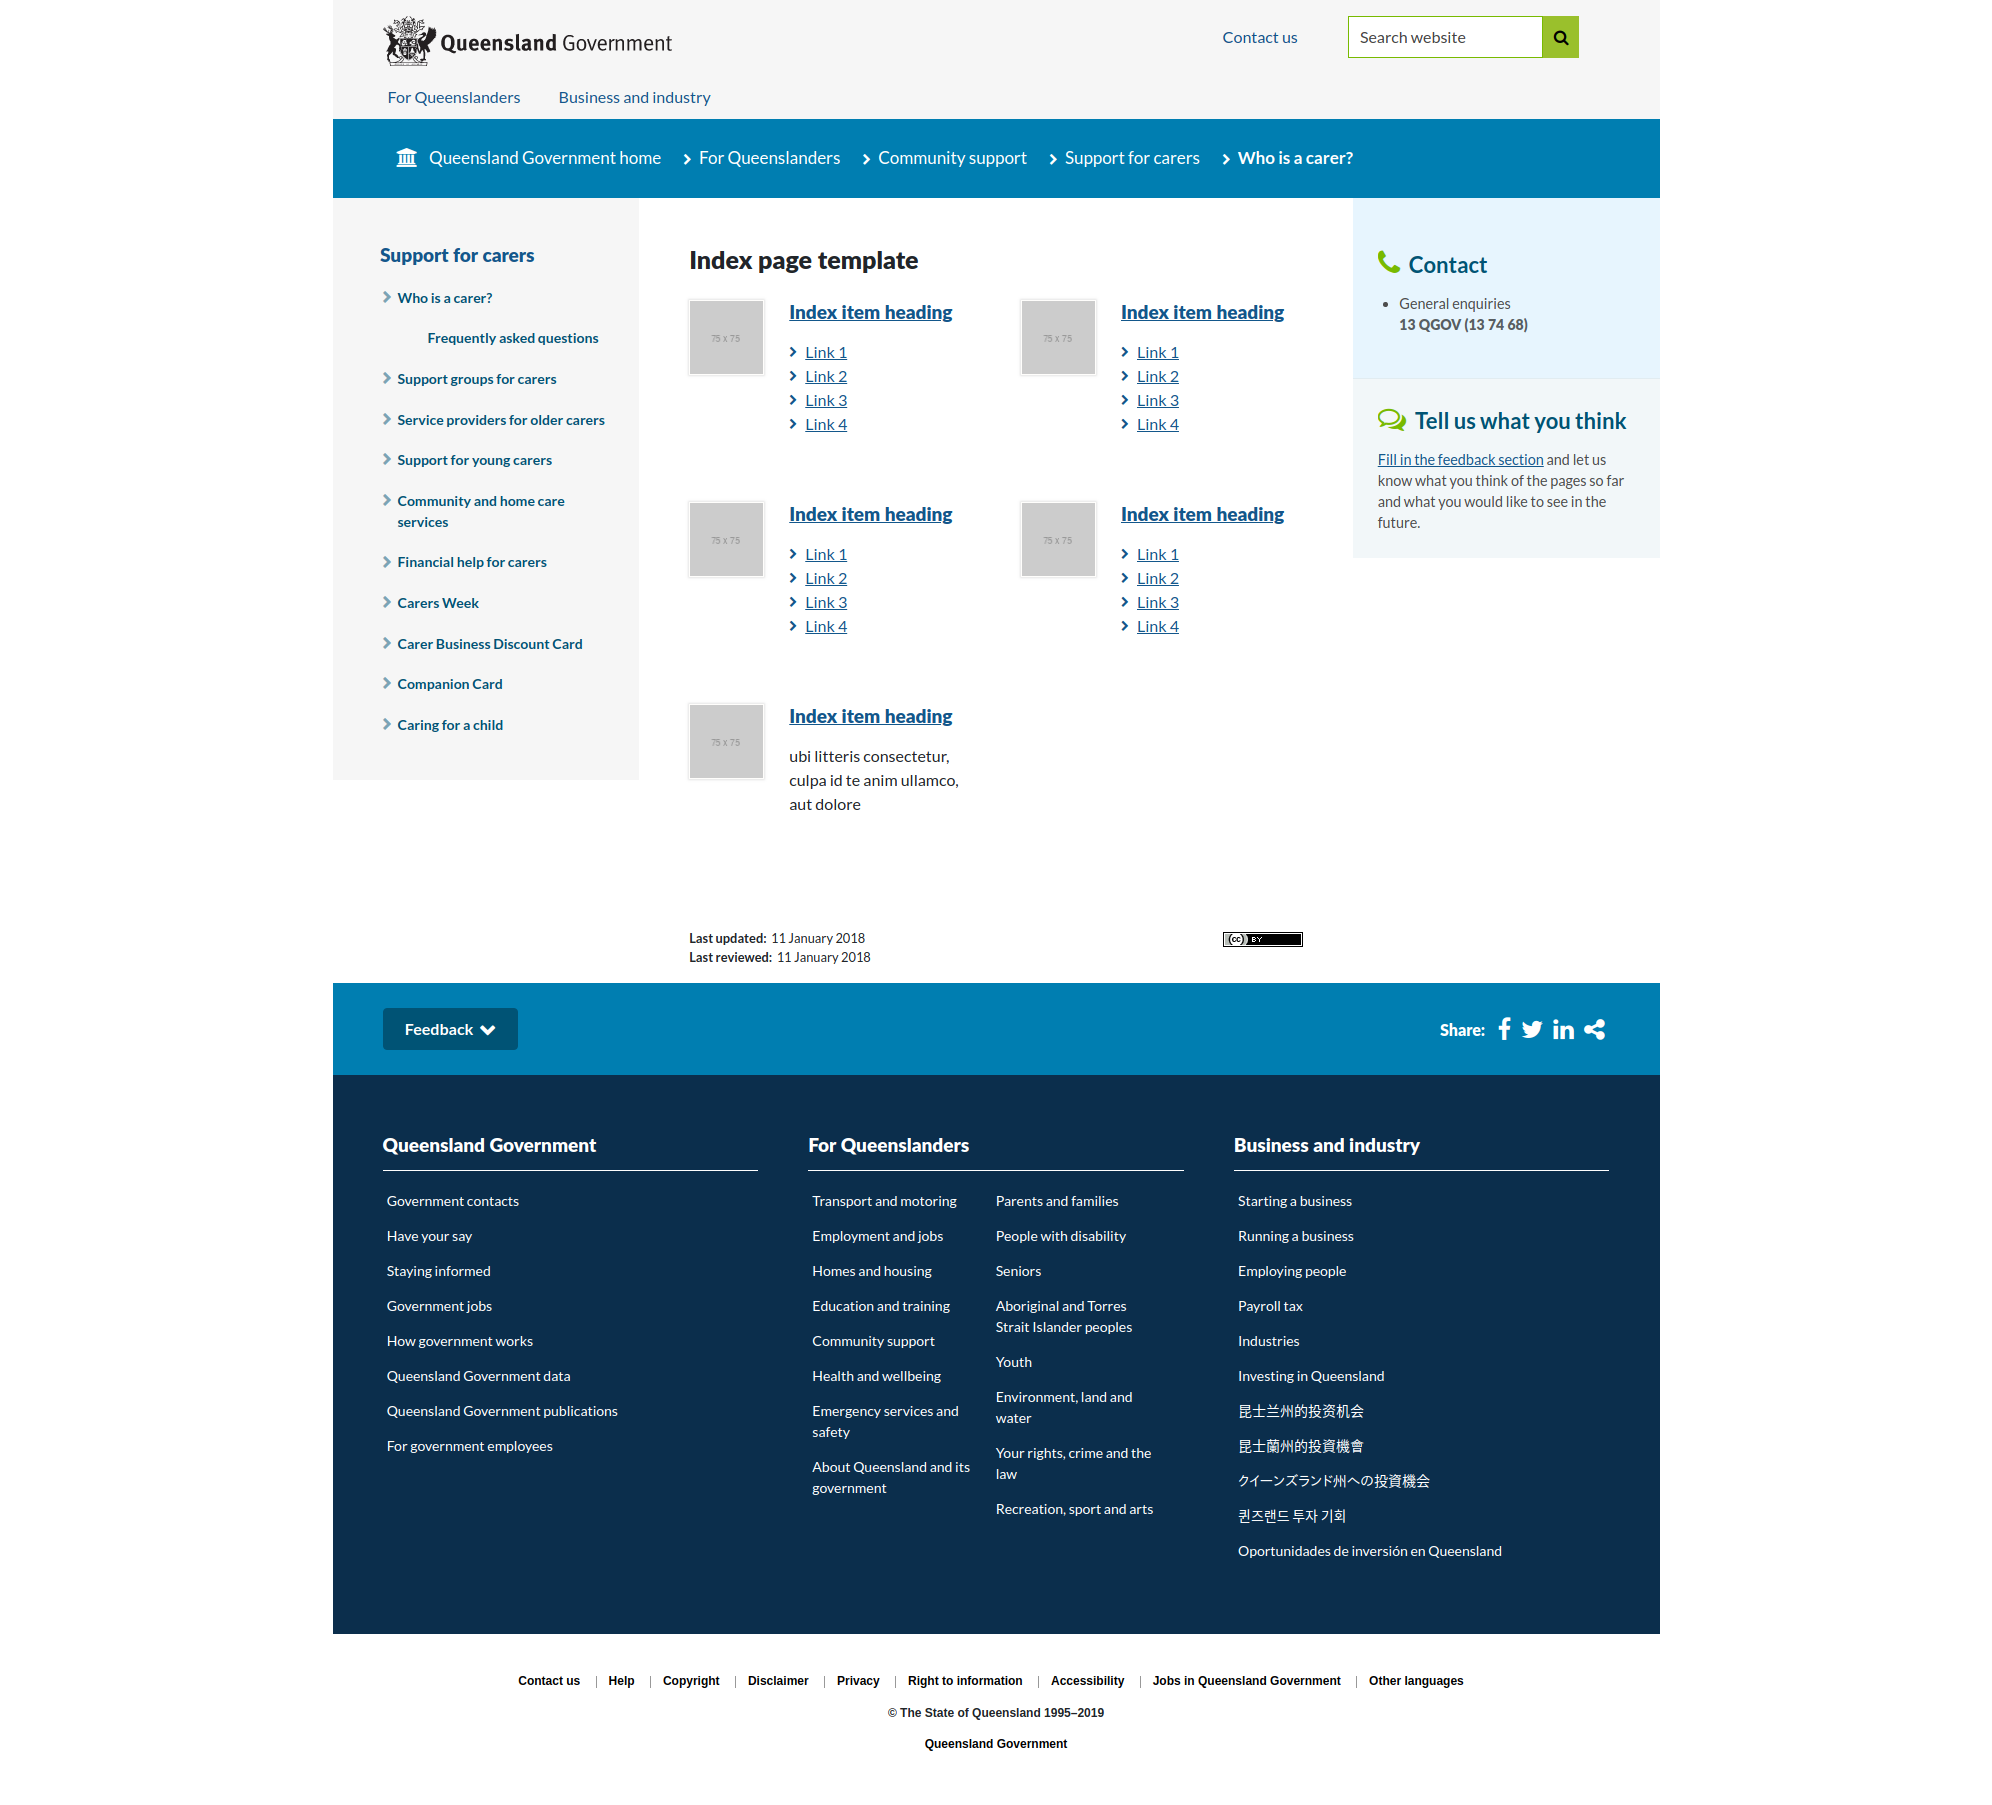 Queensland Government
Contact us
Search website
For Queenslanders
Business and industry
Queensland Government home
For Queenslanders
Community support
Support for carers
Who is a carer?
Support for carers
Who is a carer?
Frequently asked questions
Support groups for carers
Service providers for older carers
Support for young carers
Community and home care
services
Financial help for carers
Carers Week
Carer Business Discount Card
Companion Card
Caring for a child
Index page template
75 x 75
Index item heading
Link 1
Link 2
Link 3
Link 4
75 x 75
Index item heading
Link 1
Link 2
Link 3
Link 4
75 x 75
Index item heading
Link 1
Link 2
Link 3
Link 4
75 x 75
Index item heading
Link 1
Link 2
Link 3
Link 4
75 x 75
Index item heading
ubi litteris consectetur,
culpa id te anim ullamco,
aut dolore
Contact
General enquiries
13 QGOV (13 74 68)
Tell us what you think
Fill in the feedback section and let us
know what you think of the pages so far
and what you would like to see in the
future.
Last updated: 11 January 2018
Last reviewed: 11 January 2018
cc BY
Feedback
Share:
Queensland Government
Government contacts
Have your say
Staying informed
Government jobs
How government works
Queensland Government data
Queensland Government publications
For government employees
For Queenslanders
Transport and motoring
Employment and jobs
Homes and housing
Education and training
Community support
Health and wellbeing
Emergency services and
safety
About Queensland and its
government
Parents and families
People with disability
Seniors
Aboriginal and Torres
Strait Islander peoples
Youth
Environment, land and
water
Your rights, crime and the
law
Recreation, sport and arts
Business and industry
Starting a business
Running a business
Employing people
Payroll tax
Industries
Investing in Queensland
昆士兰州的投资机会
昆士蘭州的投資機會
クイーンズランド州への投資機会
퀸즈랜드 투자 기회
Oportunidades de inversión en Queensland
Contact us
Help
Copyright
Disclaimer
Privacy
Right to information
Accessibility
Jobs in Queensland Government
Other languages
© The State of Queensland 1995–2019
Queensland Government